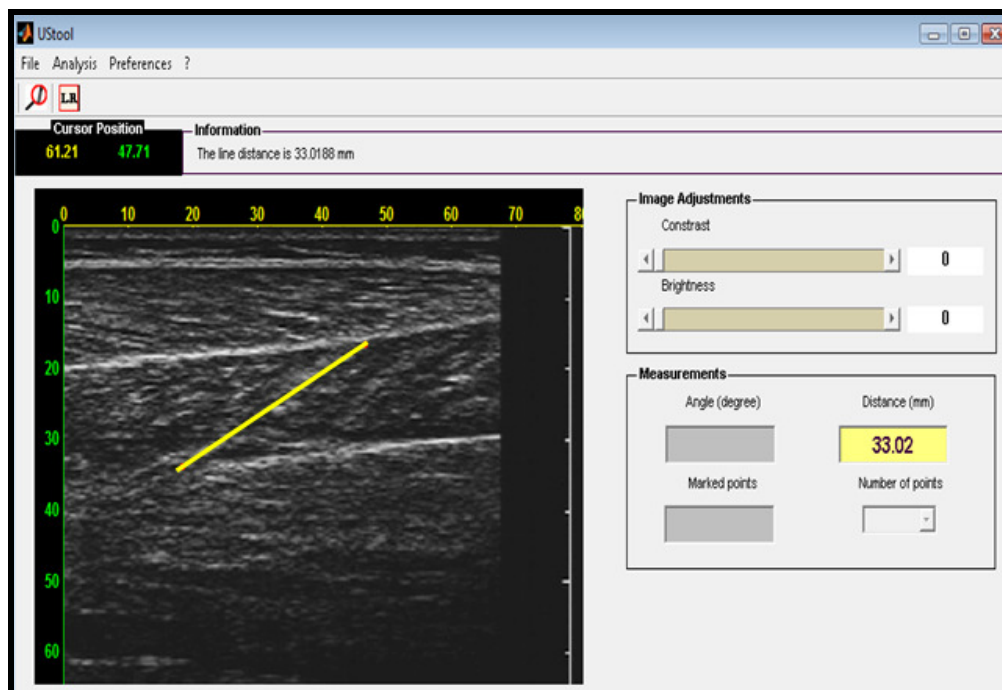 UStool
File Analysis Preferences ?
L.R
Cursor Position
61.21 47.71
Information
The line distance is 33.0188 mm
0 10 20 30 40 50 60 70 80
0
10
20
30
40
50
60
Image Adjustments
Constrast
0
Brightness
0
Measurements
Angle (degree) Distance (mm)
33.02
Marked points Number of points